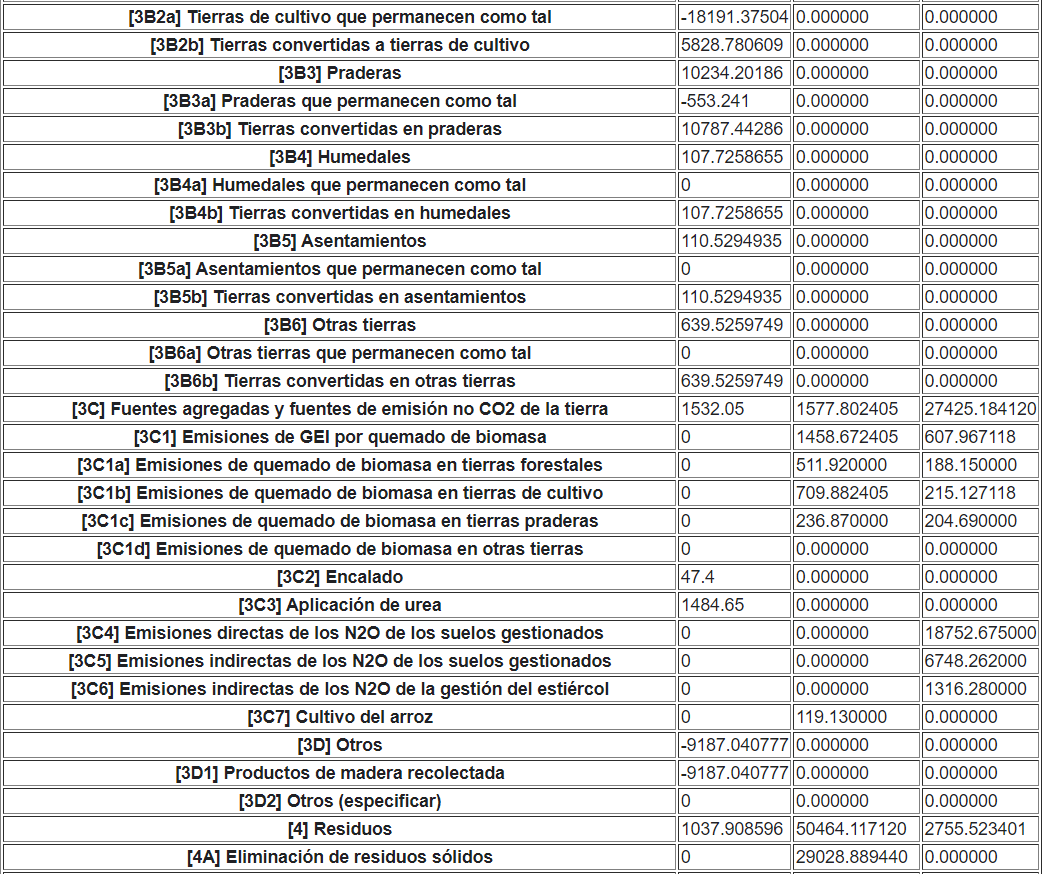 [3B2a] Tierras de cultivo que permanecen como tal -18191.37504 0.000000 0.000000
[3B2b] Tierras convertidas a tierras de cultivo 5828.780609 0.000000 0.000000
[3B3] Praderas 10234.20186 0.000000 0.000000
[3B3a] Praderas que permanecen como tal -553.241 0.000000 0.000000
[3B3b] Tierras convertidas en praderas 10787.44286 0.000000 0.000000
[3B4] Humedales 107.7258655 0.000000 0.000000
[3B4a] Humedales que permanecen como tal 0 0.000000 0.000000
[3B4b] Tierras convertidas en humedales 107.7258655 0.000000 0.000000
[3B5] Asentamientos 110.5294935 0.000000 0.000000
[3B5a] Asentamientos que permanecen como tal 0 0.000000 0.000000
[3B5b] Tierras convertidas en asentamientos 110.5294935 0.000000 0.000000
[3B6] Otras tierras 639.5259749 0.000000 0.000000
[3B6a] Otras tierras que permanecen como tal 0 0.000000 0.000000
[3B6b] Tierras convertidas en otras tierras 639.5259749 0.000000 0.000000
[3C] Fuentes agregadas y fuentes de emisión no CO2 de la tierra 1532.05 1577.802405 27425.184120
[3C1] Emisiones de GEI por quemado de biomasa 0 1458.672405 607.967118
[3C1a] Emisiones de quemado de biomasa en tierras forestales 0 511.920000 188.150000
[3C1b] Emisiones de quemado de biomasa en tierras de cultivo 0 709.882405 215.127118
[3C1c] Emisiones de quemado de biomasa en tierras praderas 0 236.870000 204.690000
[3C1d] Emisiones de quemado de biomasa en otras tierras 0 0.000000 0.000000
[3C2] Encalado 47.4 0.000000 0.000000
[3C3] Aplicación de urea 1484.65 0.000000 0.000000
[3C4] Emisiones directas de los N2O de los suelos gestionados 0 0.000000 18752.675000
[3C5] Emisiones indirectas de los N2O de los suelos gestionados 0 0.000000 6748.262000
[3C6] Emisiones indirectas de los N2O de la gestión del estiércol 0 0.000000 1316.280000
[3C7] Cultivo del arroz 0 119.130000 0.000000
[3D] Otros -9187.040777 0.000000 0.000000
[3D1] Productos de madera recolectada -9187.040777 0.000000 0.000000
[3D2] Otros (especificar) 0 0.000000 0.000000
[4] Residuos 1037.908596 50464.117120 2755.523401
[4A] Eliminación de residuos sólidos 0 29028.889440 0.000000